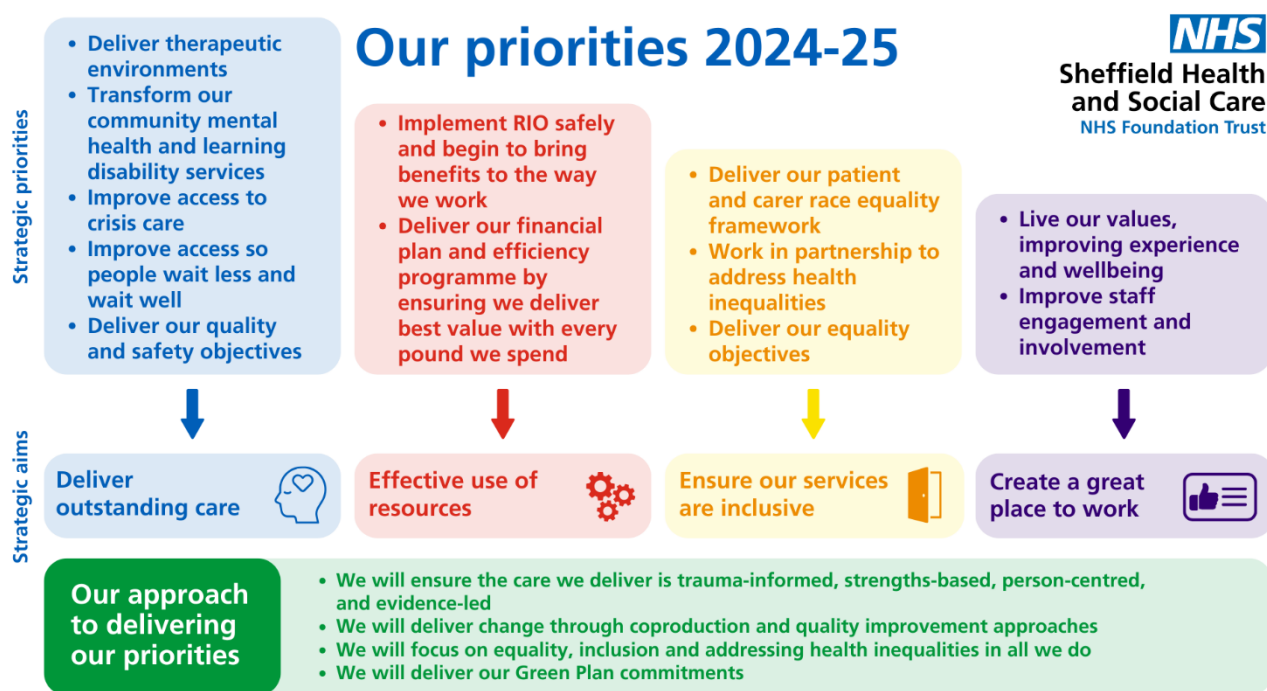 Our priorities 2024-25
NHS
Sheffield Health
and Social Care
NHS Foundation Trust
Strategic priorities
• Deliver therapeutic
environments
• Transform our
community mental
health and learning
disability services
• Improve access to
crisis care
• Improve access so
people wait less and
wait well
• Deliver our quality
and safety objectives
• Implement RIO safely
and begin to bring
benefits to the way
we work
• Deliver our financial
plan and efficiency
programme by
ensuring we deliver
best value with every
pound we spend
• Deliver our patient
and carer race equality
framework
• Work in partnership to
address health
inequalities
• Deliver our equality
objectives
• Live our values,
improving experience
and wellbeing
• Improve staff
engagement and
involvement
Strategic aims
Deliver
outstanding care
Effective use of
resources
Ensure our services
are inclusive
Create a great
place to work
Our approach
to delivering
our priorities
• We will ensure the care we deliver is trauma-informed, strengths-based, person-centred,
and evidence-led
• We will deliver change through coproduction and quality improvement approaches
• We will focus on equality, inclusion and addressing health inequalities in all we do
• We will deliver our Green Plan commitments